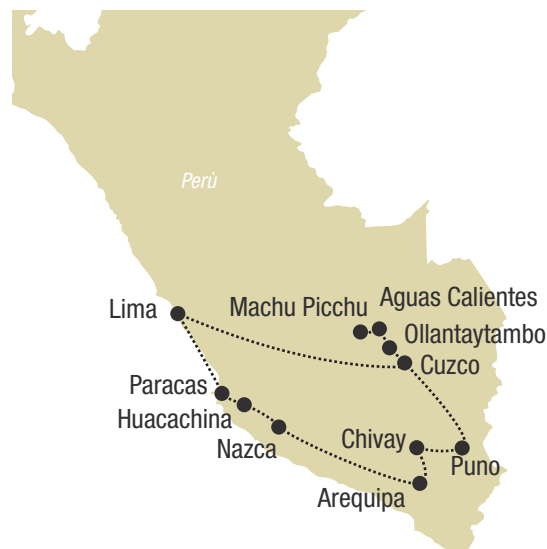 Perù
Aguas Calientes
Machu Picchu
Lima
Ollantaytambo
Cuzco
Paracas
Huacachina
Nazca
Chivay
Puno
Arequipa